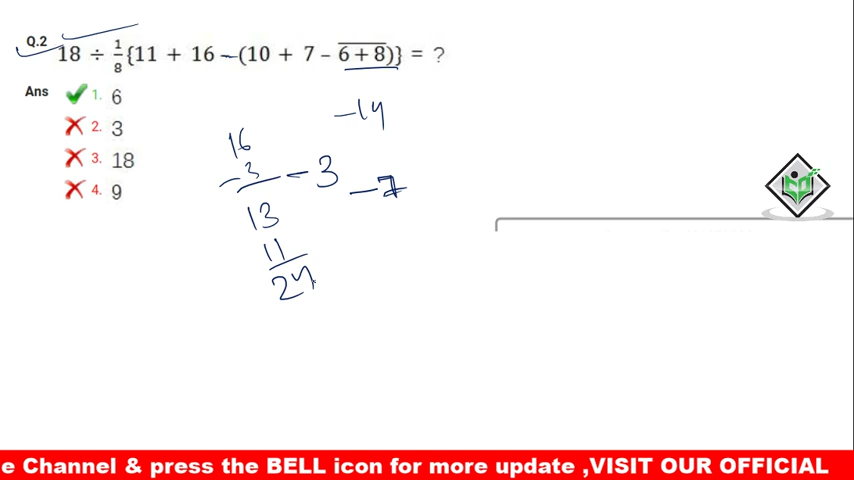 Q.2 18 ÷ 1/8 {11 + 16 – (10 + 7 – 6 + 8)} = ?
Ans 1. 6
2. 3
3. 18
4. 9
–14
16
–3 – 3
–7
13
11
24
e Channel & press the BELL icon for more update ,VISIT OUR OFFICIAL